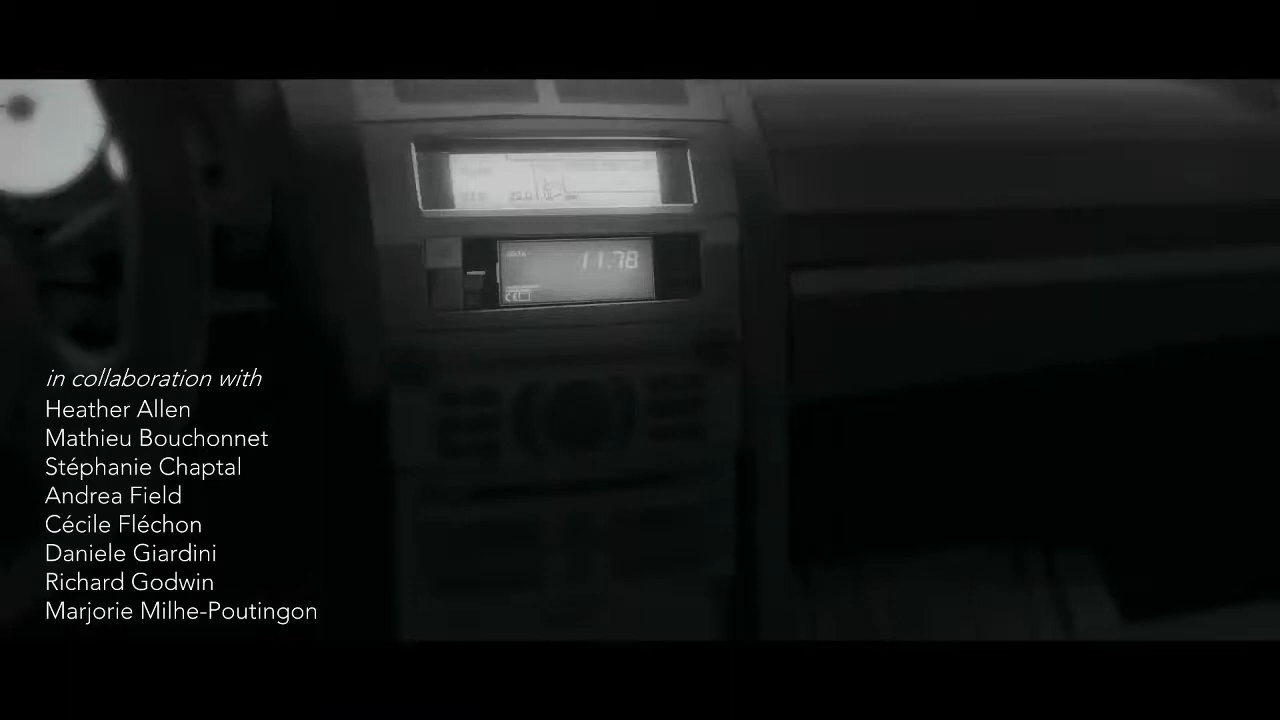 11.78
in collaboration with
Heather Allen
Mathieu Bouchonnet
Stéphanie Chaptal
Andrea Field
Cécile Fléchon
Daniele Giardini
Richard Godwin
Marjorie Milhe-Poutingon